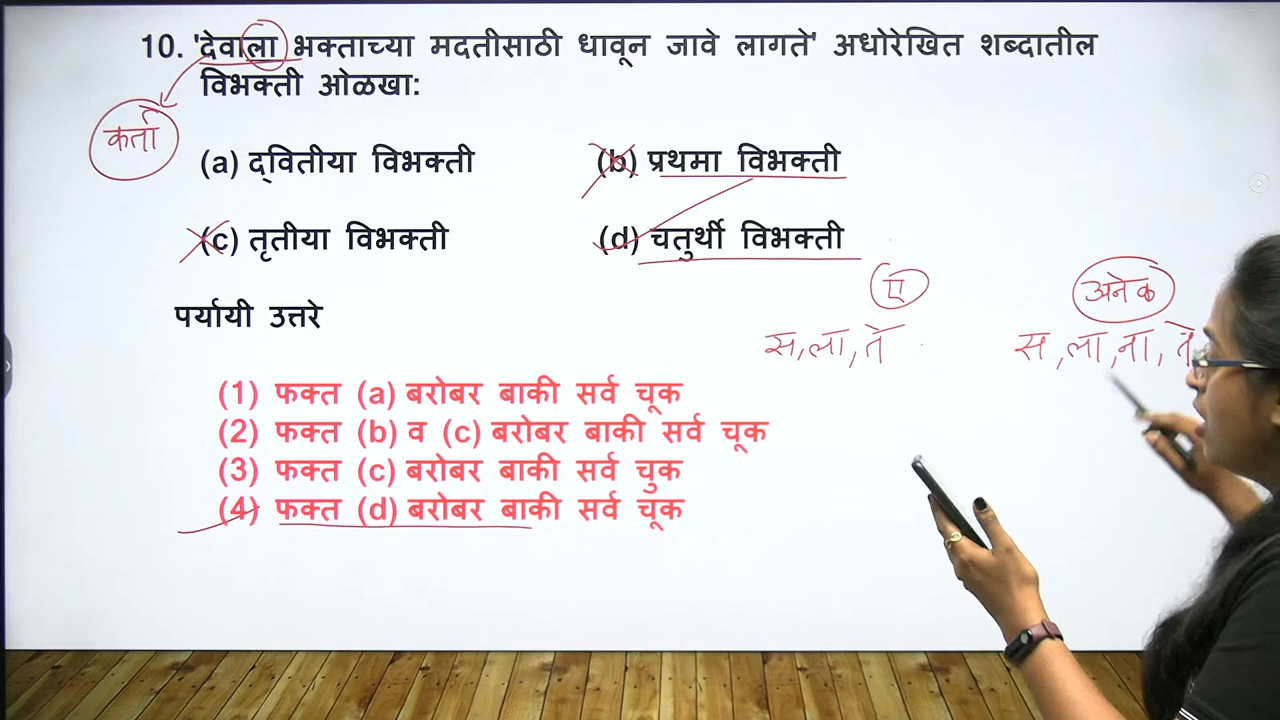 10. 'देवाला भक्ताच्या मदतीसाठी धावून जावे लागते' अधोरेखित शब्दातील
विभक्ती ओळखा:
कर्ता
(a) द्वितीया विभक्ती (b) प्रथमा विभक्ती
(c) तृतीया विभक्ती (d) चतुर्थी विभक्ती
ए अनेक
पर्यायी उत्तरे
स, ला, ते स, ला, ना, ते
(1) फक्त (a) बरोबर बाकी सर्व चूक
(2) फक्त (b) व (c) बरोबर बाकी सर्व चूक
(3) फक्त (c) बरोबर बाकी सर्व चुक
(4) फक्त (d) बरोबर बाकी सर्व चूक